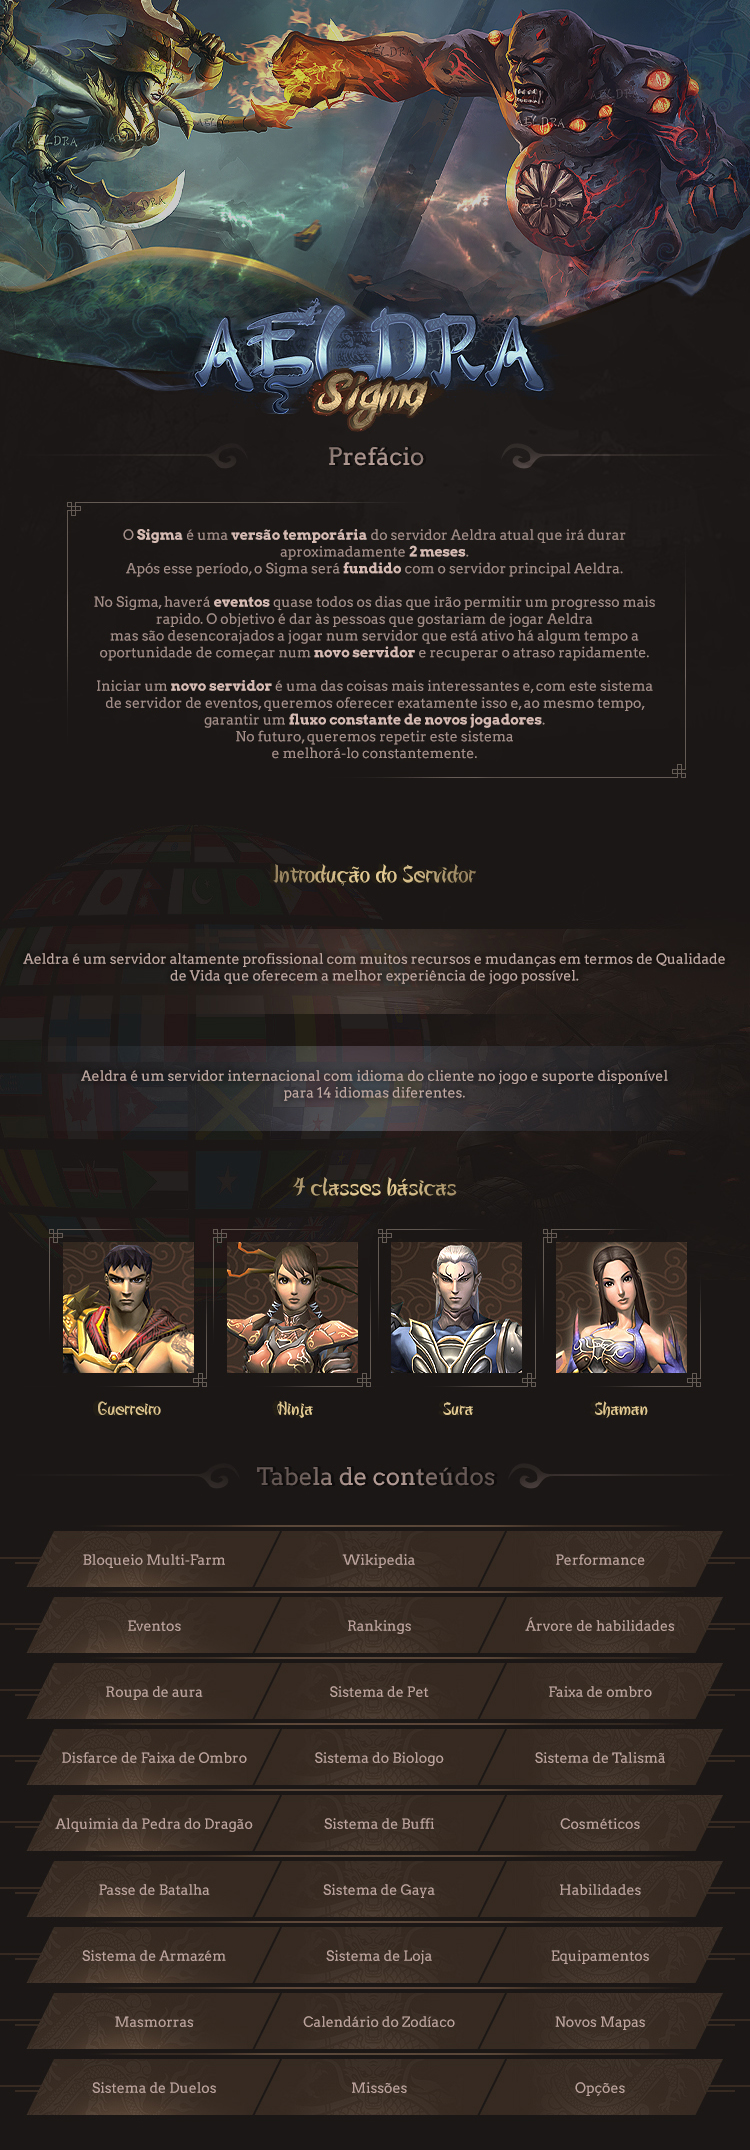 AELDRA
Sigma
Prefácio
O Sigma é uma versão temporária do servidor Aeldra atual que irá durar
aproximadamente 2 meses.
Após esse período, o Sigma será fundido com o servidor principal Aeldra.
No Sigma, haverá eventos quase todos os dias que irão permitir um progresso mais
rapido. O objetivo é dar às pessoas que gostariam de jogar Aeldra
mas são desencorajados a jogar num servidor que está ativo há algum tempo a
oportunidade de começar num novo servidor e recuperar o atraso rapidamente.
Iniciar um novo servidor é uma das coisas mais interessantes e, com este sistema
de servidor de eventos, queremos oferecer exatamente isso e, ao mesmo tempo,
garantir um fluxo constante de novos jogadores.
No futuro, queremos repetir este sistema
e melhorá-lo constantemente.
Introdução do Servidor
Aeldra é um servidor altamente profissional com muitos recursos e mudanças em termos de Qualidade
de Vida que oferecem a melhor experiência de jogo possível.
Aeldra é um servidor internacional com idioma do cliente no jogo e suporte disponível
para 14 idiomas diferentes.
4 classes básicas
Guerreiro
Ninja
Sura
Shaman
Tabela de conteúdos
Bloqueio Multi-Farm
Wikipedia
Performance
Eventos
Rankings
Árvore de habilidades
Roupa de aura
Sistema de Pet
Faixa de ombro
Disfarce de Faixa de Ombro
Sistema do Biologo
Sistema de Talismã
Alquimia da Pedra do Dragão
Sistema de Buffi
Cosméticos
Passe de Batalha
Sistema de Gaya
Habilidades
Sistema de Armazém
Sistema de Loja
Equipamentos
Masmorras
Calendário do Zodíaco
Novos Mapas
Sistema de Duelos
Missões
Opções